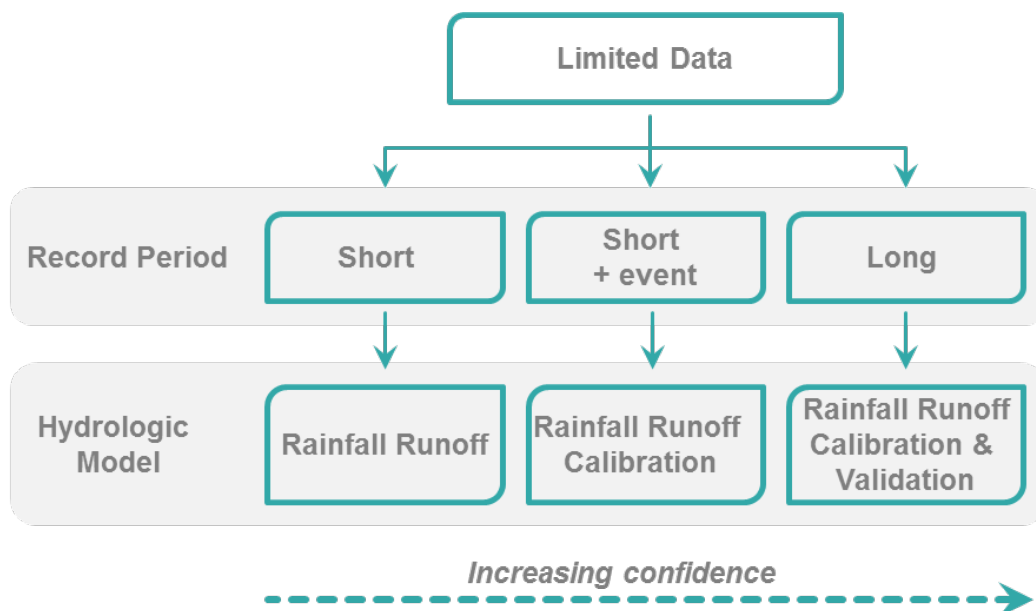 Limited Data
Record Period
Short
Short
+ event
Long
Hydrologic
Model
Rainfall Runoff
Rainfall Runoff
Calibration
Rainfall Runoff
Calibration &
Validation
Increasing confidence